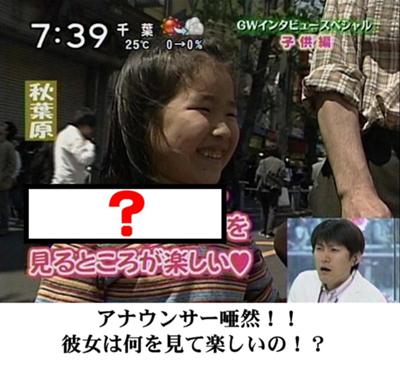 7:39 千葉
25℃ 0→0%
GWインタビュースペシャル
子供編
秋葉原
？
を
見るところが楽しい♥
アナウンサー唖然！！
彼女は何を見て楽しいの！？